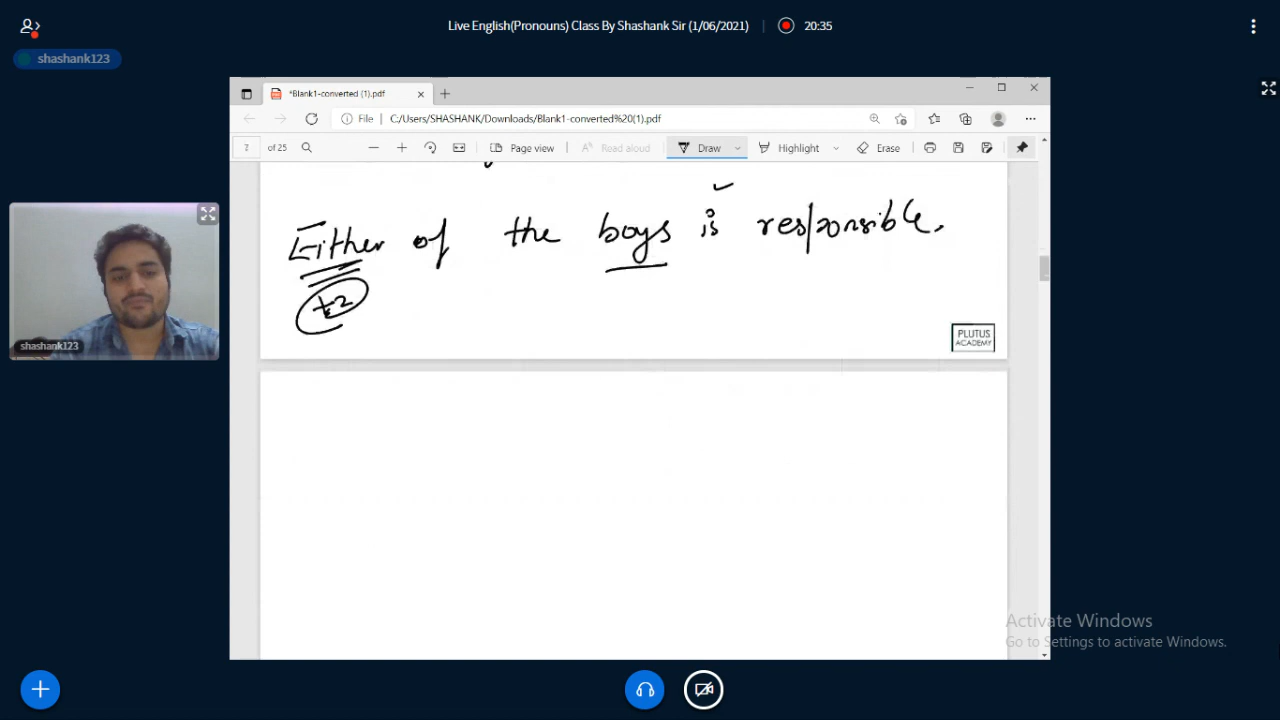 Live English(Pronouns) Class By Shashank Sir (1/06/2021)
20:35
shashank123
*Blank1-converted (1).pdf
File
C:/Users/SHASHANK/Downloads/Blank1-converted%20(1).pdf
7 of 25
Page view
Read aloud
Draw
Highlight
Erase
Either of the boys is responsible.
PLUTUS
ACADEMY
shashank123
Activate Windows
Go to Settings to activate Windows.